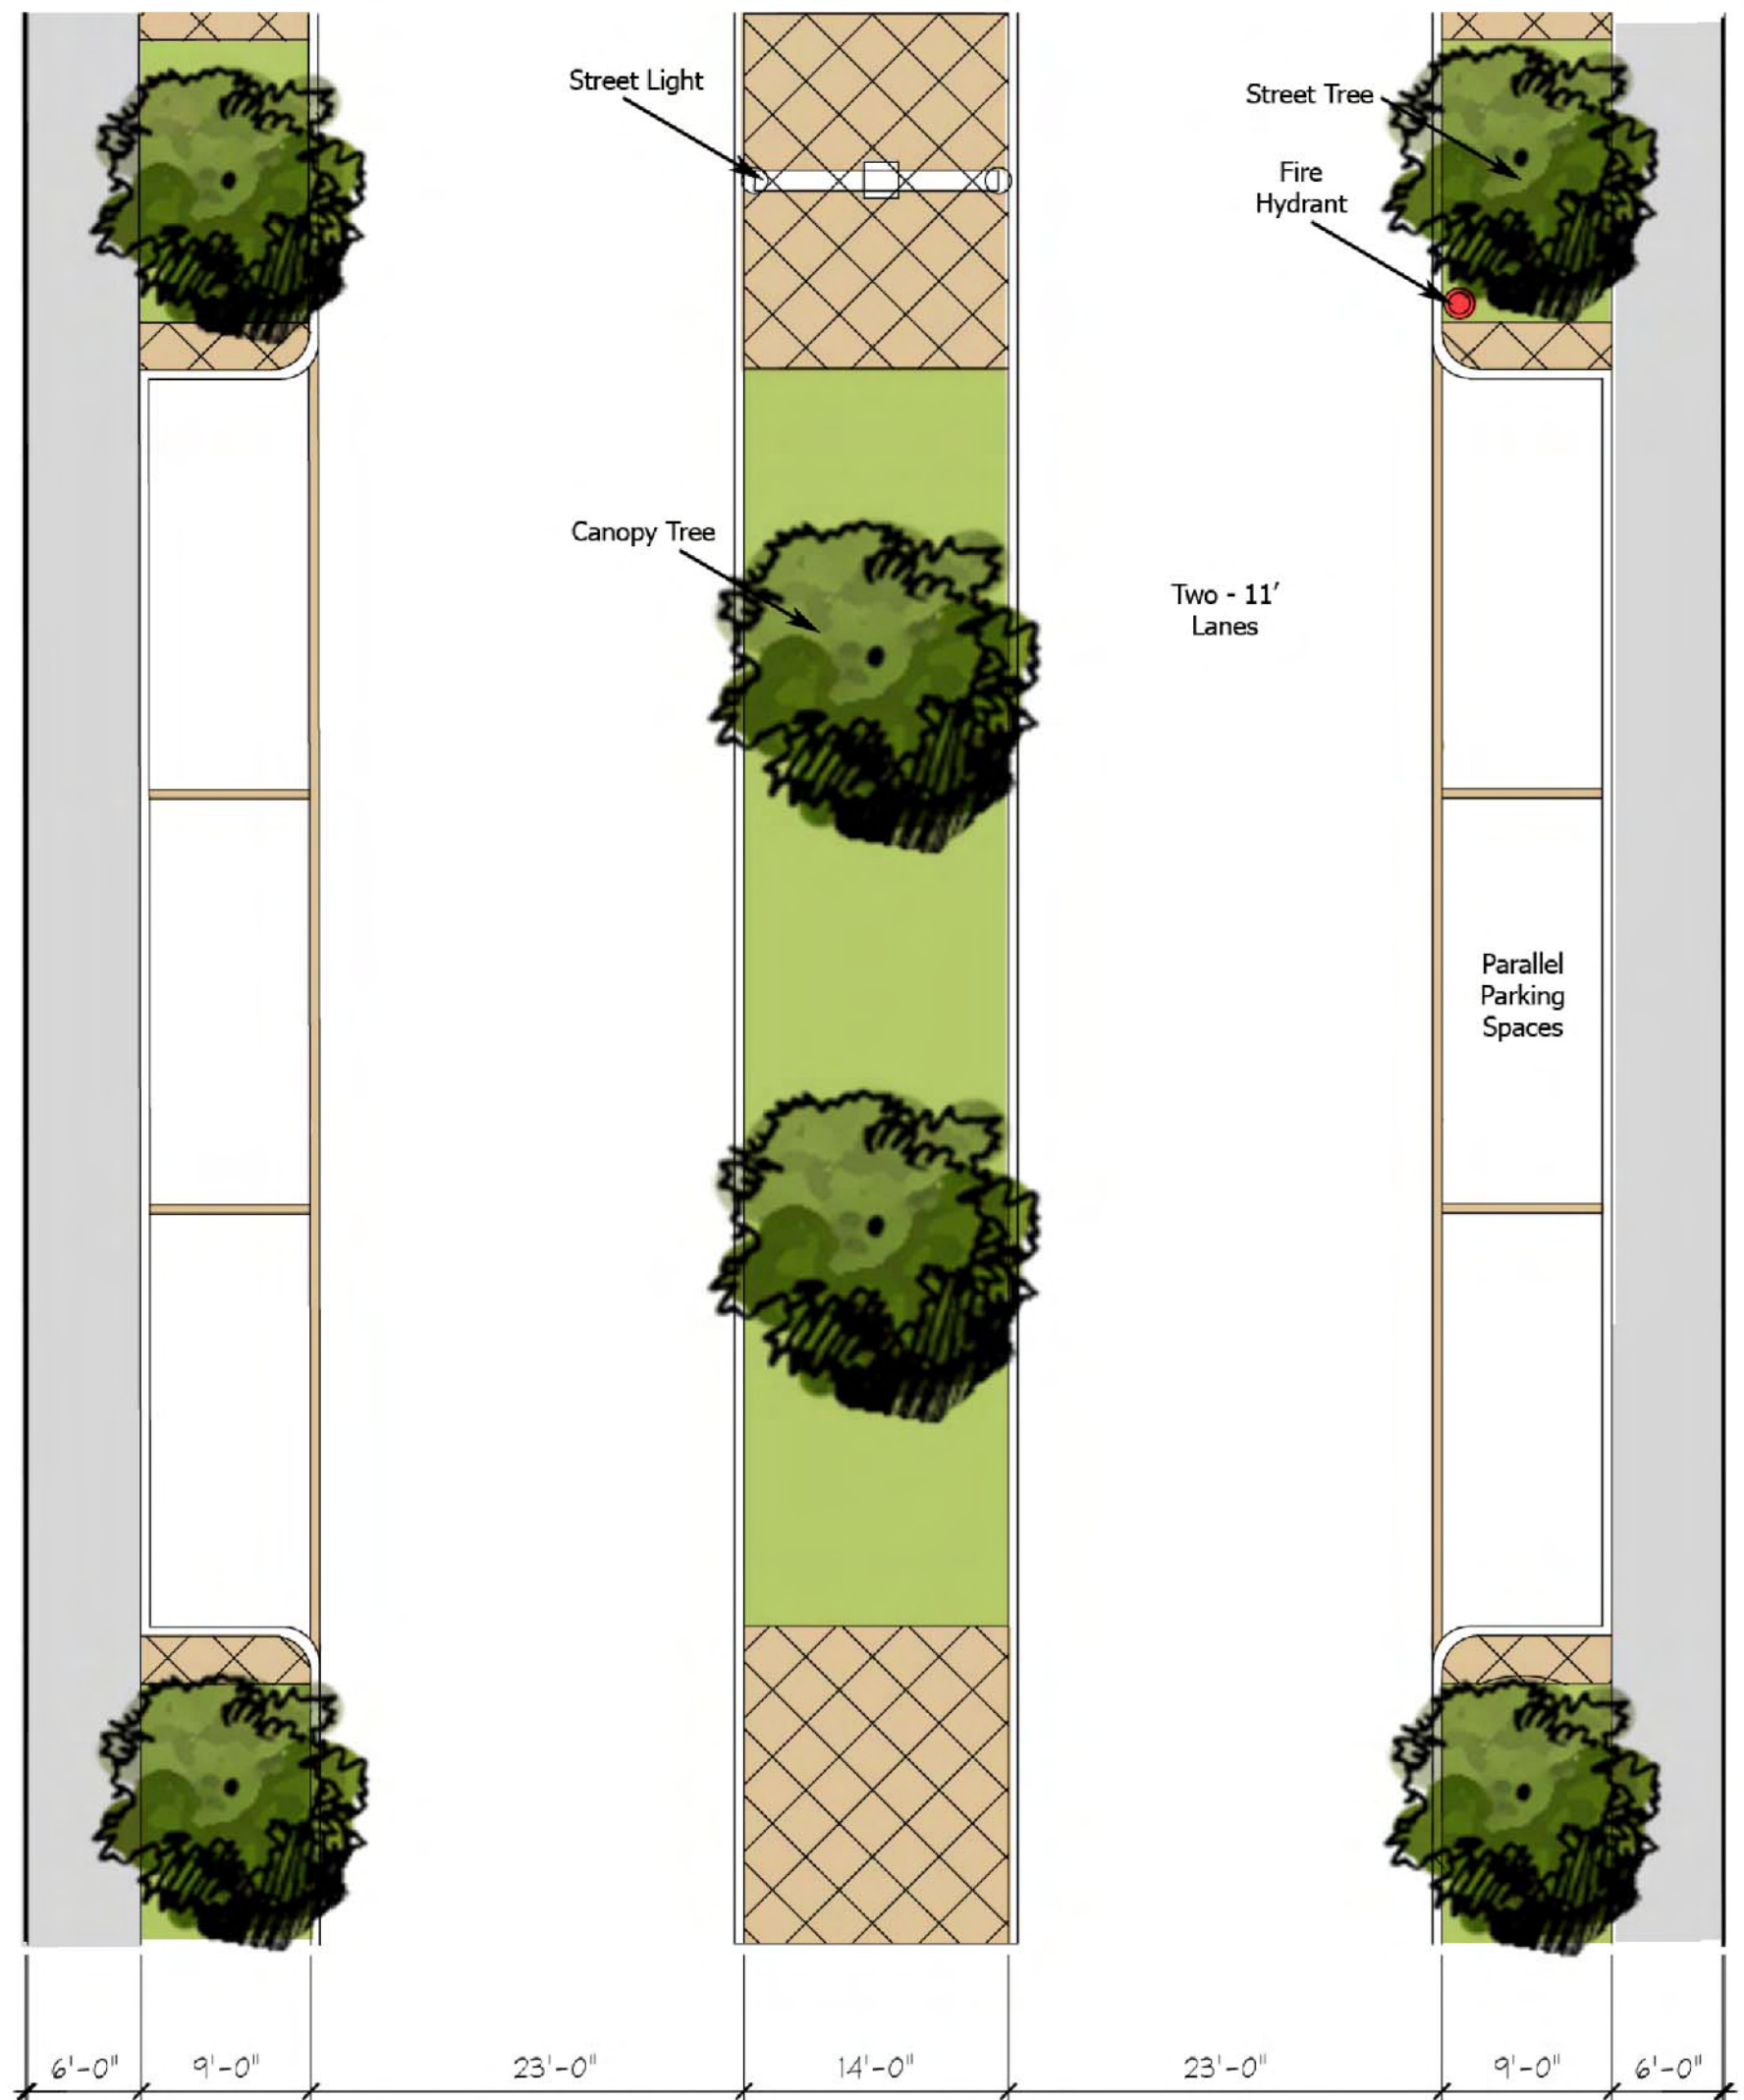 Street Light
Street Tree
Fire
Hydrant
Canopy Tree
Two - 11'
Lanes
Parallel
Parking
Spaces
6'-0" 9'-0" 23'-0" 14'-0" 23'-0" 9'-0" 6'-0"